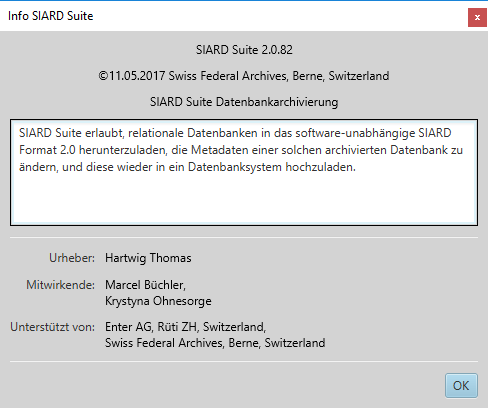 Info SIARD Suite
x
SIARD Suite 2.0.82
©11.05.2017 Swiss Federal Archives, Berne, Switzerland
SIARD Suite Datenbankarchivierung
SIARD Suite erlaubt, relationale Datenbanken in das software-unabhängige SIARD
Format 2.0 herunterzuladen, die Metadaten einer solchen archivierten Datenbank zu
ändern, und diese wieder in ein Datenbanksystem hochzuladen.
Urheber: Hartwig Thomas
Mitwirkende: Marcel Büchler,
Krystyna Ohnesorge
Unterstützt von: Enter AG, Rüti ZH, Switzerland,
Swiss Federal Archives, Berne, Switzerland
OK